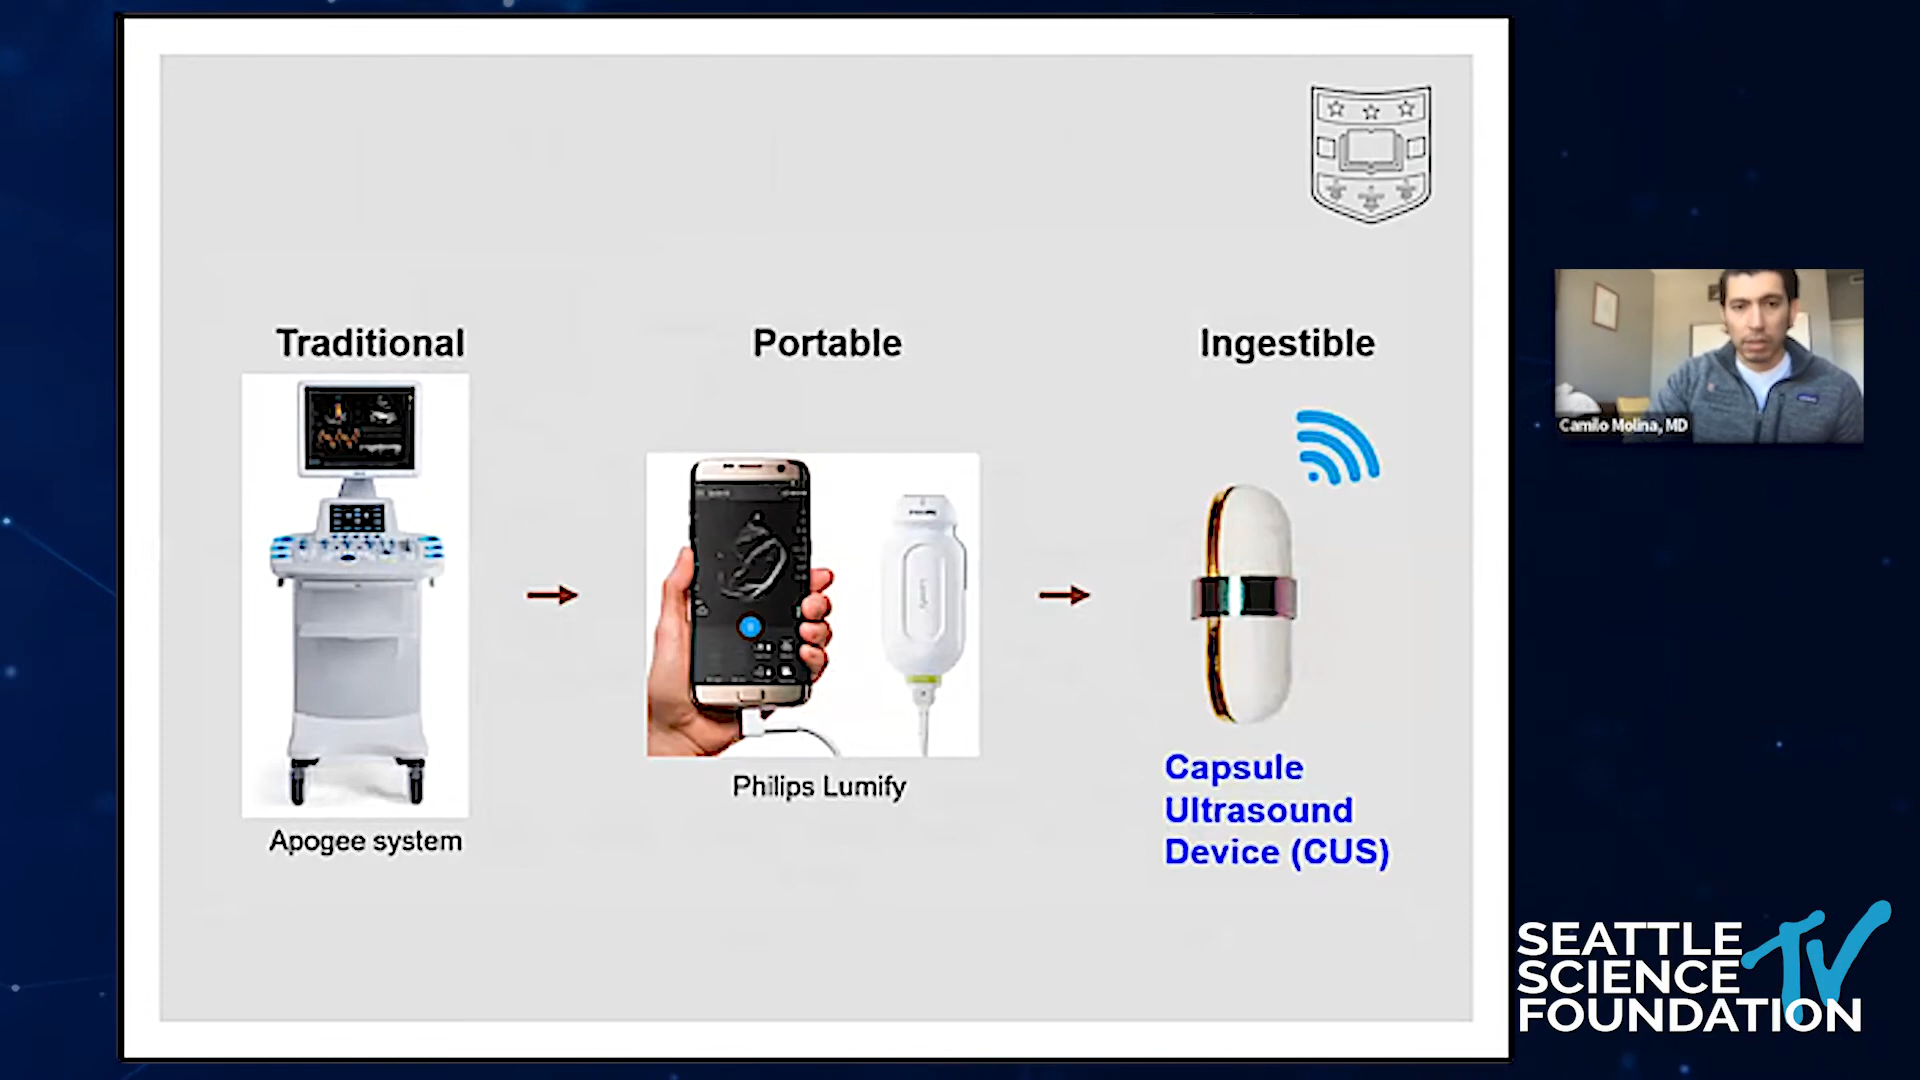 Traditional
Portable
Ingestible
Apogee system
Philips Lumify
Capsule
Ultrasound
Device (CUS)
Camilo Molina, MD
SEATTLE
SCIENCE
FOUNDATION
TV